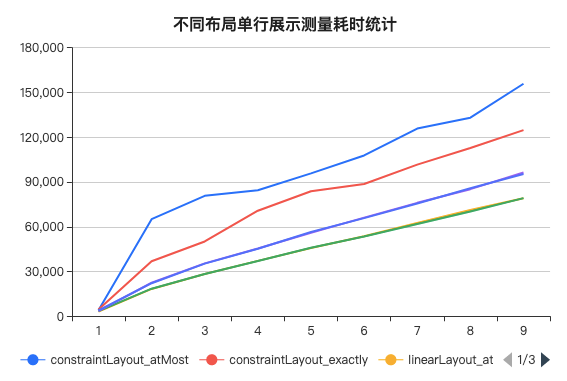 不同布局单行展示测量耗时统计
180,000
150,000
120,000
90,000
60,000
30,000
0
1 2 3 4 5 6 7 8 9
constraintLayout_atMost constraintLayout_exactly linearLayout_at 1/3